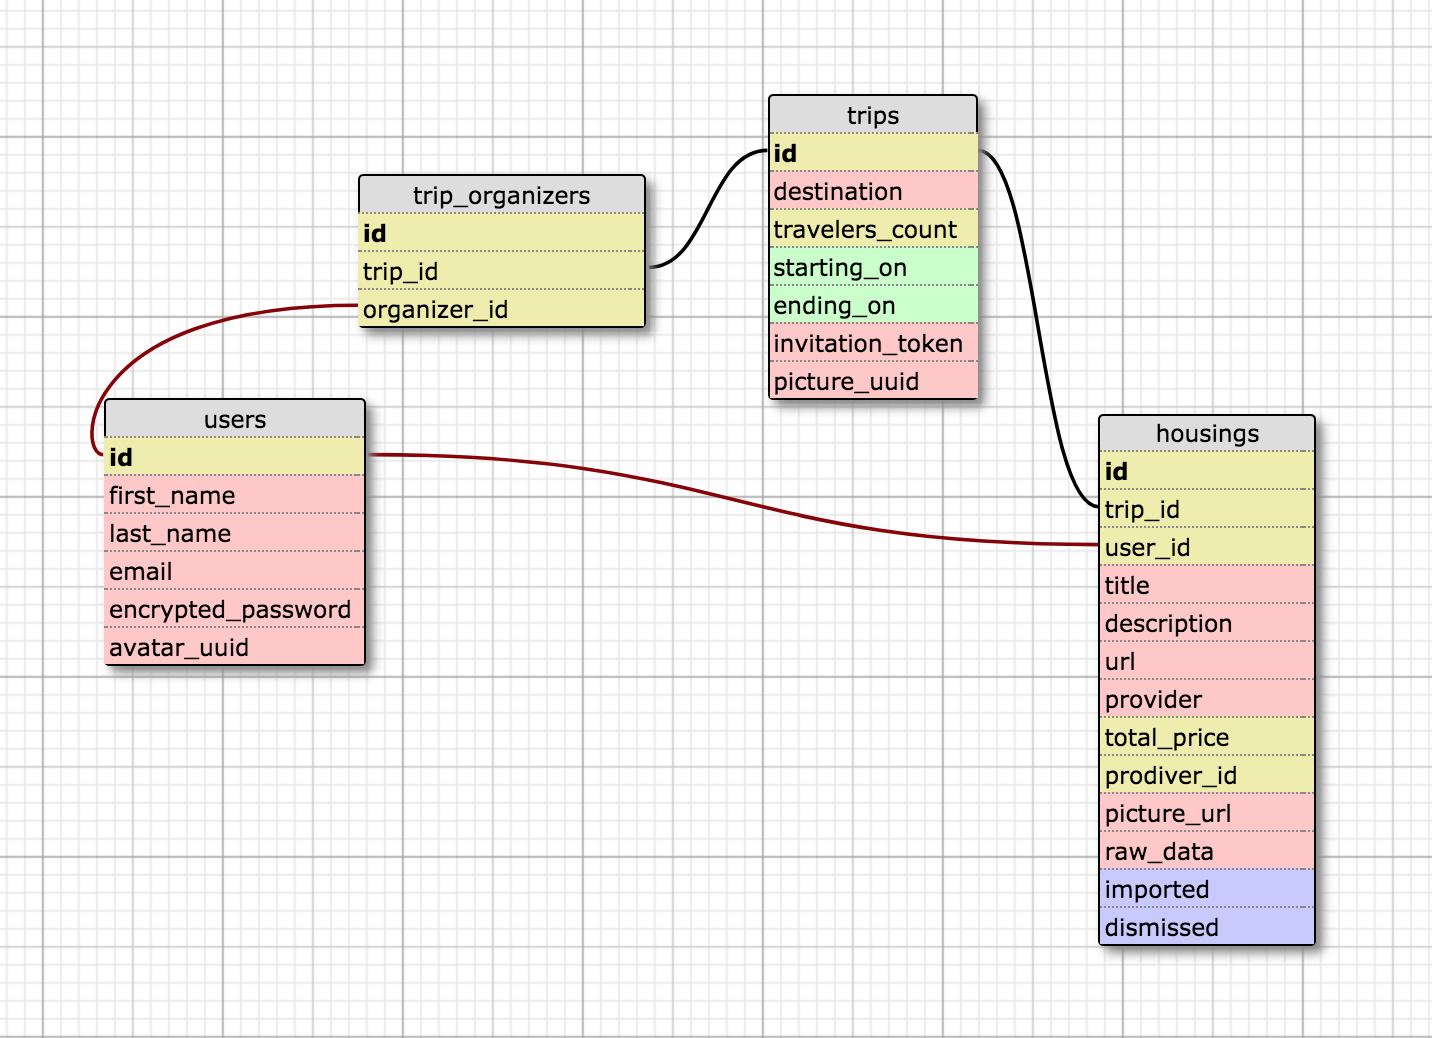 trips
id
destination
travelers_count
starting_on
ending_on
invitation_token
picture_uuid
trip_organizers
id
trip_id
organizer_id
users
id
first_name
last_name
email
encrypted_password
avatar_uuid
housings
id
trip_id
user_id
title
description
url
provider
total_price
prodiver_id
picture_url
raw_data
imported
dismissed